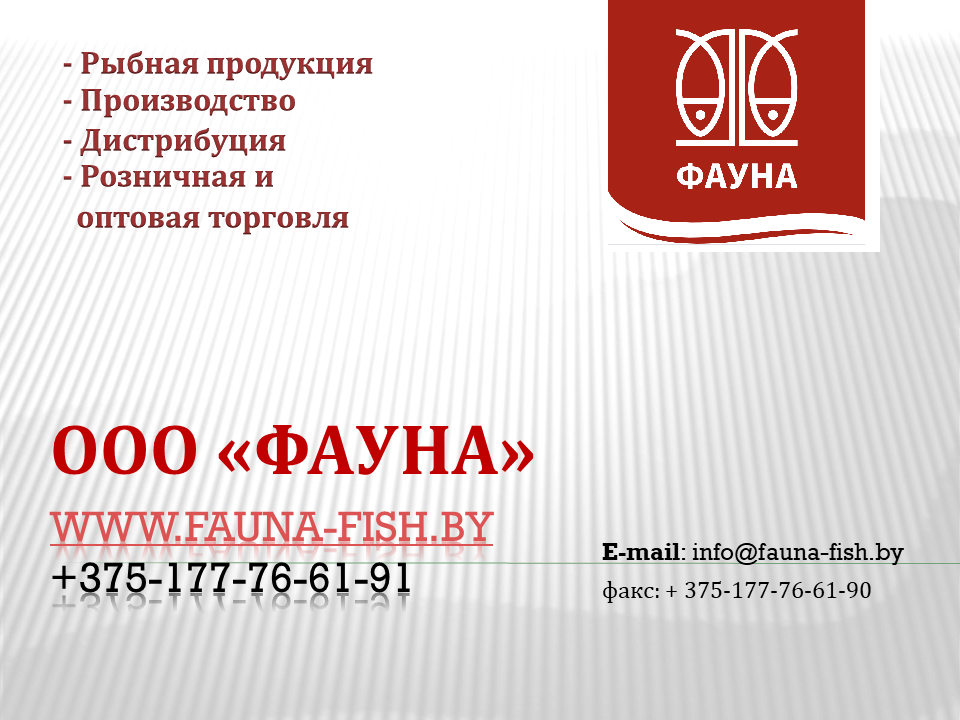 - Рыбная продукция
- Производство
- Дистрибуция
- Розничная и
оптовая торговля
ФАУНА
ООО «ФАУНА»
WWW.FAUNA-FISH.BY
+375-177-76-61-91
E-mail: info@fauna-fish.by
факс: + 375-177-76-61-90